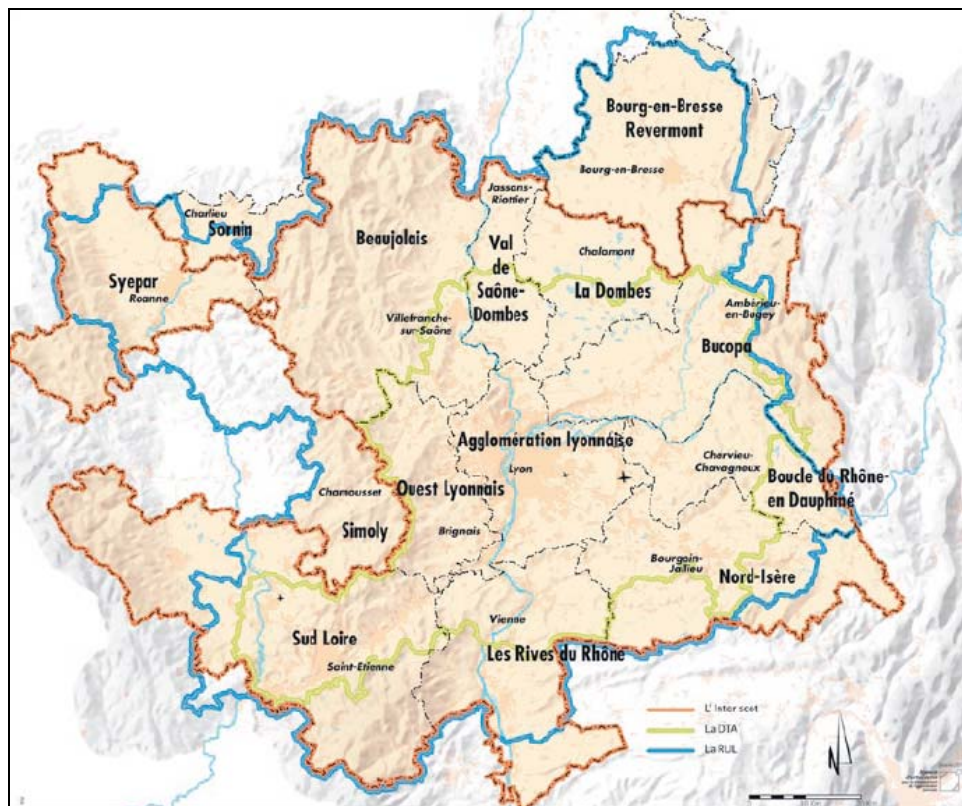 Bourg-en-Bresse
Revermont
Bourg-en-Bresse
Jassans-
Riottier
Charlieu
Sornin
Beaujolais
Val
de
Saône-
Dombes
Chalamont
Syepar
Roanne
La Dombes
Villefranche-
sur-Saône
Ambérieu-
en-Bugey
Bucopa
Agglomération lyonnaise
Lyon
Charvieu-
Chavagneux
Boucle du Rhône-
en Dauphiné
Chamousset
Ouest Lyonnais
Simoly
Brignais
Bourgoin-
Jallieu
Nord-Isère
Vienne
Sud Loire
Les Rives du Rhône
Saint-Etienne
L' Inter scot
La DTA
La RUL
N